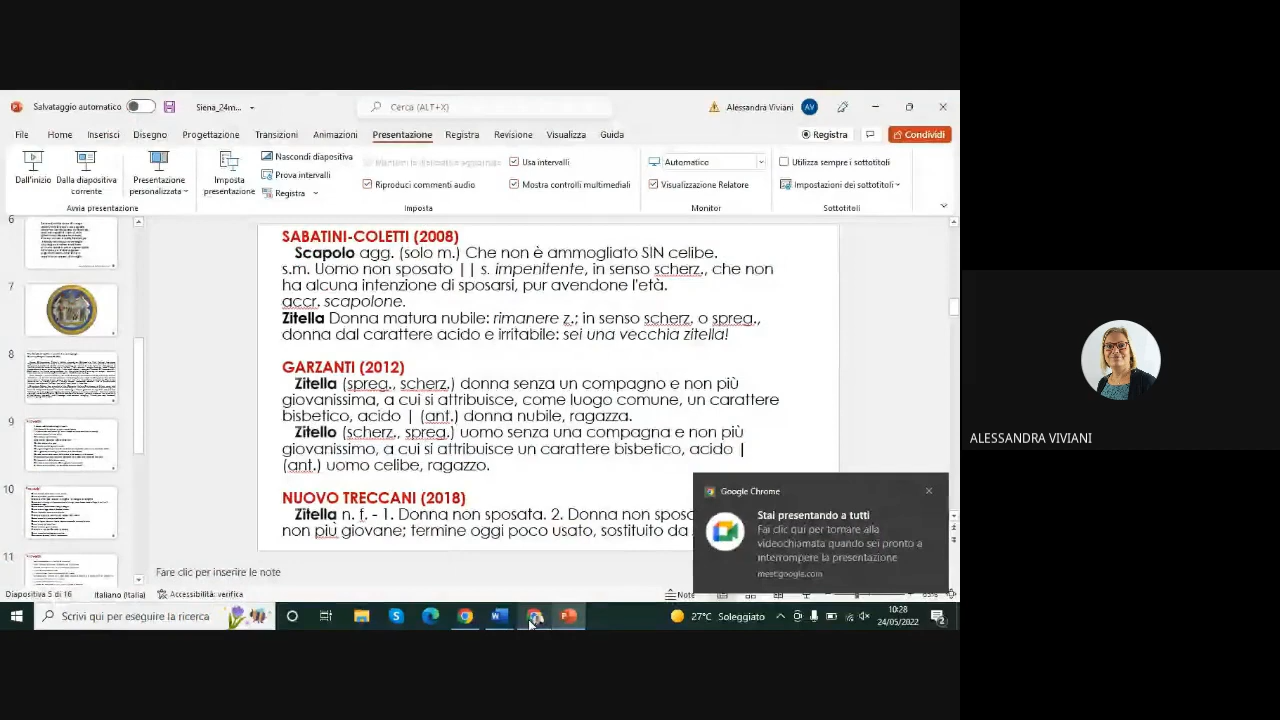 Salvataggio automatico
Siena_24m...
Cerca (ALT+X)
Alessandra Viviani
AV
File Home Inserisci Disegno Progettazione Transizioni Animazioni Presentazione Registra Revisione Visualizza Guida
Registra
Condividi
Dall'inizio
Dalla diapositiva corrente
Presentazione personalizzata
Imposta presentazione
Nascondi diapositiva
Prova intervalli
Registra
Riproduci commenti audio
Usa intervalli
Mostra controlli multimediali
Automatico
Visualizzazione Relatore
Utilizza sempre i sottotitoli
Impostazioni dei sottotitoli
Avvia presentazione
Imposta
Monitor
Sottotitoli
6
7
8
9
10
11
SABATINI-COLETTI (2008)
Scapolo agg. (solo m.) Che non è ammogliato SIN celibe.
s.m. Uomo non sposato || s. impenitente, in senso scherz., che non
ha alcuna intenzione di sposarsi, pur avendone l'età.
accr. scapolone.
Zitella Donna matura nubile: rimanere z.; in senso scherz, o spreg.,
donna dal carattere acido e irritabile: sei una vecchia zitella!
GARZANTI (2012)
Zitella (spreg., scherz.) donna senza un compagno e non più
giovanissima, a cui si attribuisce, come luogo comune, un carattere
bisbetico, acido | (ant.) donna nubile, ragazza.
Zitello (scherz., spreg.) uomo senza una compagna e non più
giovanissimo, a cui si attribuisce un carattere bisbetico, acido |
(ant.) uomo celibe, ragazzo.
NUOVO TRECCANI (2018)
Zitella n. f. - 1. Donna non sposata. 2. Donna non sposa
non più giovane; termine oggi poco usato, sostituito da
Google Chrome
Stai presentando a tutti
Fai clic qui per tornare alla
videochiamata quando sei pronto a
interrompere la presentazione
meet.google.com
Fare clic per inserire le note
Diapositiva 5 di 16
Italiano (Italia)
Accessibilità: verifica
Note
Scrivi qui per eseguire la ricerca
27°C Soleggiato
10:28
24/05/2022
2
ALESSANDRA VIVIANI